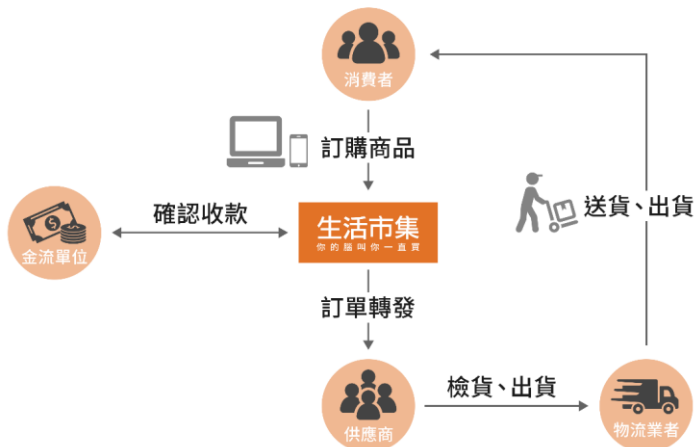 消費者
訂購商品
確認收款
生活市集
你的腦叫你一直買
送貨、出貨
金流單位
訂單轉發
檢貨、出貨
供應商
物流業者